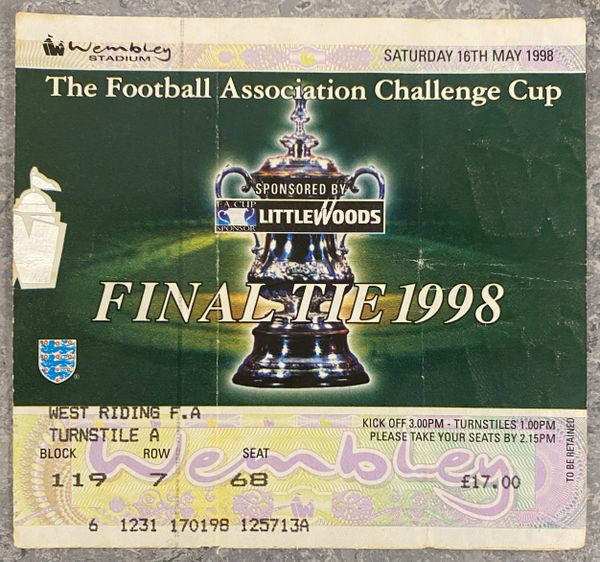 Wembley
STADIUM
SATURDAY 16TH MAY 1998
The Football Association Challenge Cup
SPONSORED BY
F.A CUP
SPONSOR
LITTLEWOODS
FINAL TIE 1998
WEST RIDING F.A
TURNSTILE A
KICK OFF 3.00PM - TURNSTILES 1.00PM
PLEASE TAKE YOUR SEATS BY 2.15PM
BLOCK ROW SEAT
119 7 68
£17.00
Wembley
6 1231 170198 125713A
TO BE RETAINED